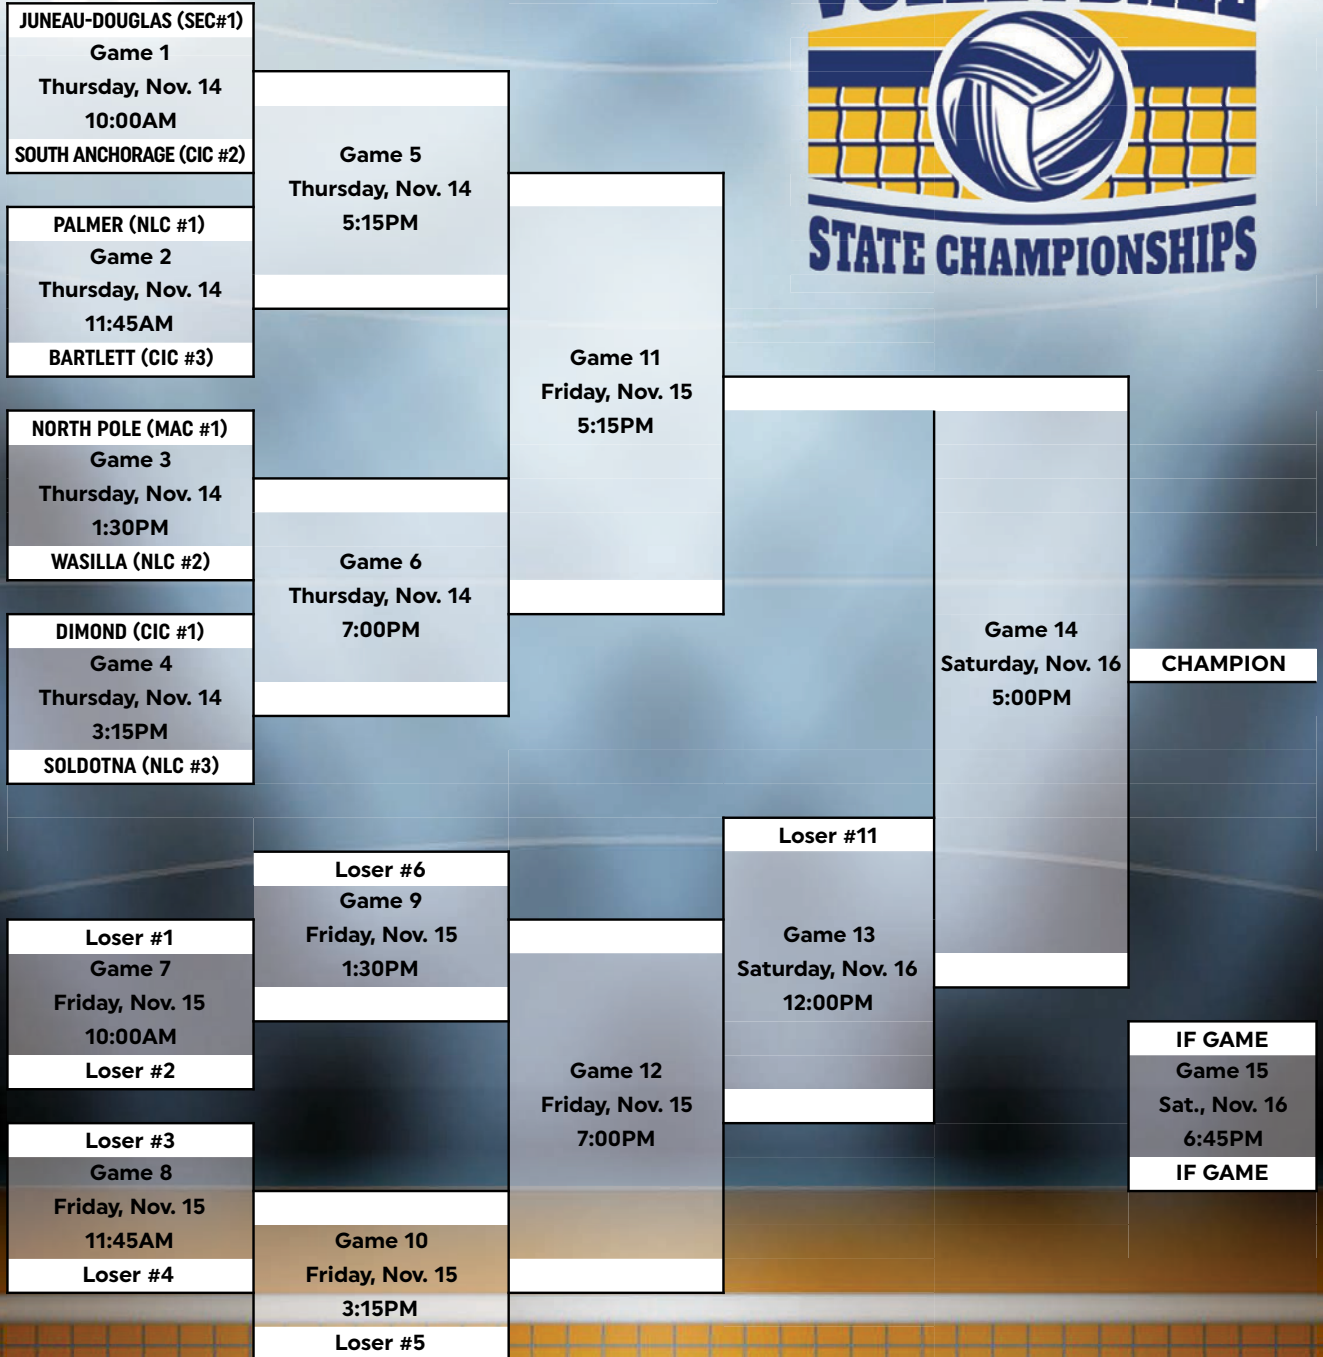 JUNEAU-DOUGLAS (SEC#1)
Game 1
Thursday, Nov. 14
10:00AM
SOUTH ANCHORAGE (CIC #2)
PALMER (NLC #1)
Game 2
Thursday, Nov. 14
11:45AM
BARTLETT (CIC #3)
NORTH POLE (MAC #1)
Game 3
Thursday, Nov. 14
1:30PM
WASILLA (NLC #2)
DIMOND (CIC #1)
Game 4
Thursday, Nov. 14
3:15PM
SOLDOTNA (NLC #3)
Game 5
Thursday, Nov. 14
5:15PM
Game 6
Thursday, Nov. 14
7:00PM
Game 11
Friday, Nov. 15
5:15PM
VOLLEYBALL
STATE CHAMPIONSHIPS
Game 14
Saturday, Nov. 16
5:00PM
CHAMPION
Loser #1
Game 7
Friday, Nov. 15
10:00AM
Loser #2
Loser #3
Game 8
Friday, Nov. 15
11:45AM
Loser #4
Loser #6
Game 9
Friday, Nov. 15
1:30PM
Game 10
Friday, Nov. 15
3:15PM
Loser #5
Game 12
Friday, Nov. 15
7:00PM
Loser #11
Game 13
Saturday, Nov. 16
12:00PM
IF GAME
Game 15
Sat., Nov. 16
6:45PM
IF GAME